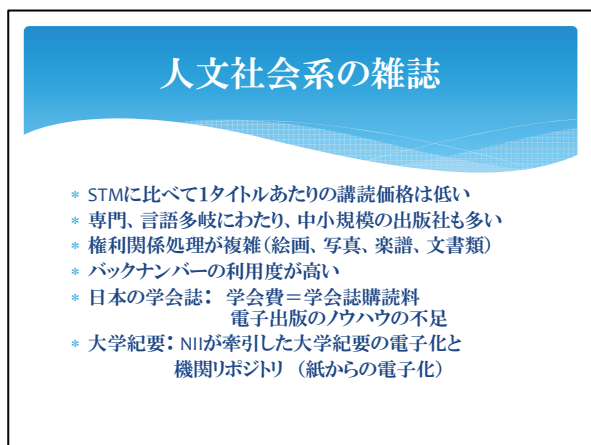 人文社会系の雑誌
* STMに比べて1タイトルあたりの講読価格は低い
* 専門、言語多岐にわたり、中小規模の出版社も多い
* 権利関係処理が複雑（絵画、写真、楽譜、文書類）
* バックナンバーの利用度が高い
* 日本の学会誌： 学会費＝学会誌購読料
電子出版のノウハウの不足
* 大学紀要： NIIが牽引した大学紀要の電子化と
機関リポジトリ （紙からの電子化）